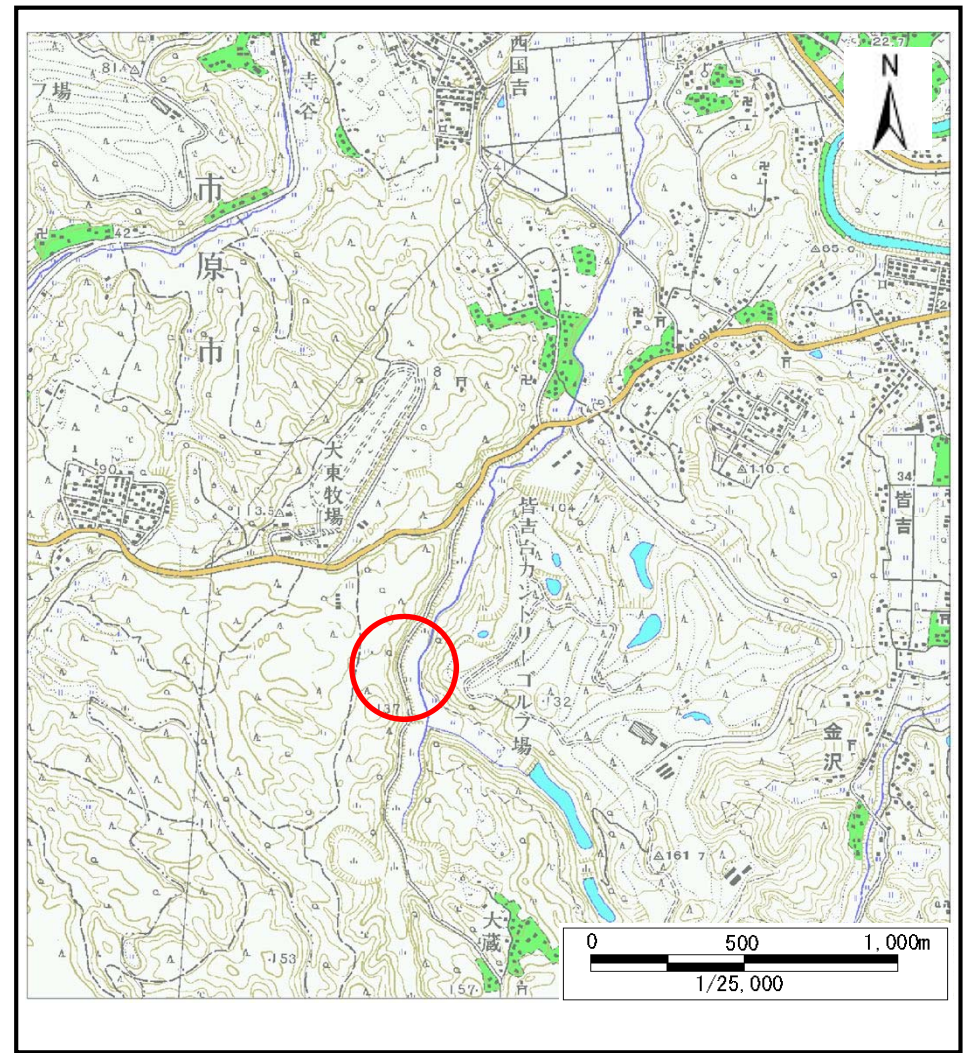 22.7
N
81.
フ場
寺谷
西国吉
市原市
42
65.0
409
8
大東牧場
90
113.5
110.0
34
皆吉
104
皆吉台カントリーゴルフ場
137
132
金沢
161.7
大蔵
153
157
0 500 1,000m
1/25,000